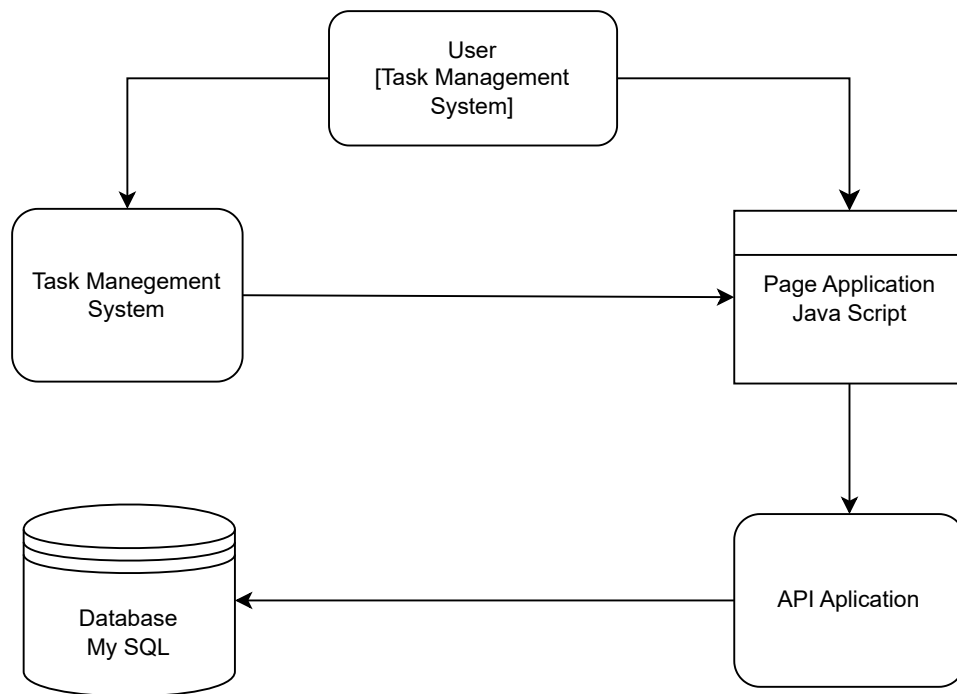 User
[Task Management
System]
Task Manegement
System
Page Application
Java Script
Database
My SQL
API Aplication